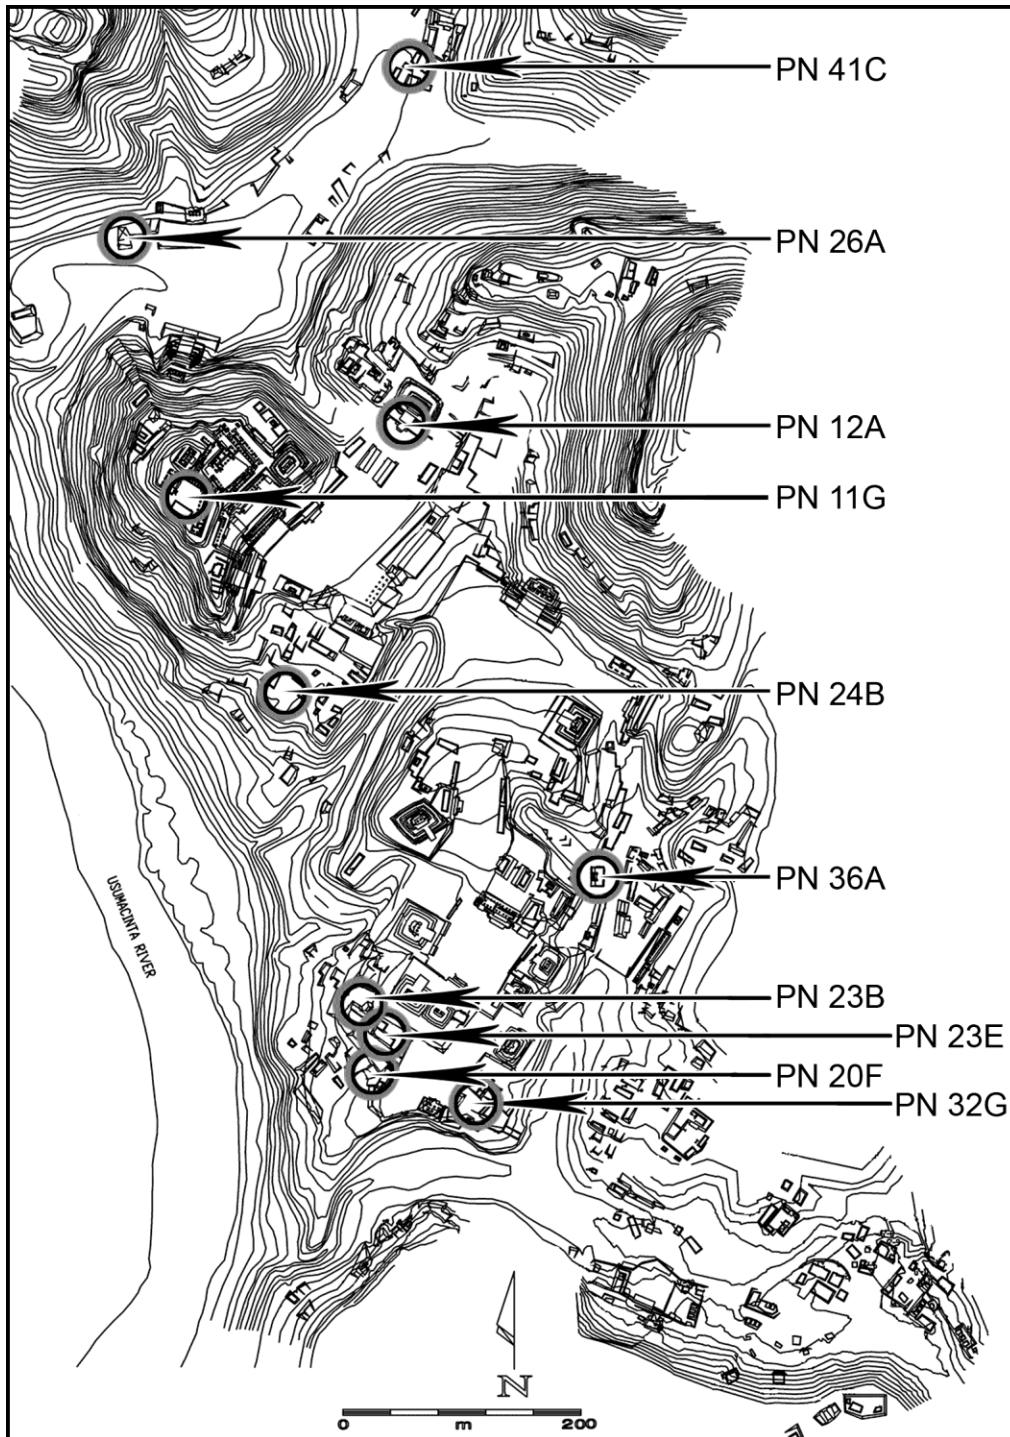 PN 41C
PN 26A
PN 12A
PN 11G
PN 24B
PN 36A
USUMACINTA RIVER
PN 23B
PN 23E
PN 20F
PN 32G
N
0 m 200